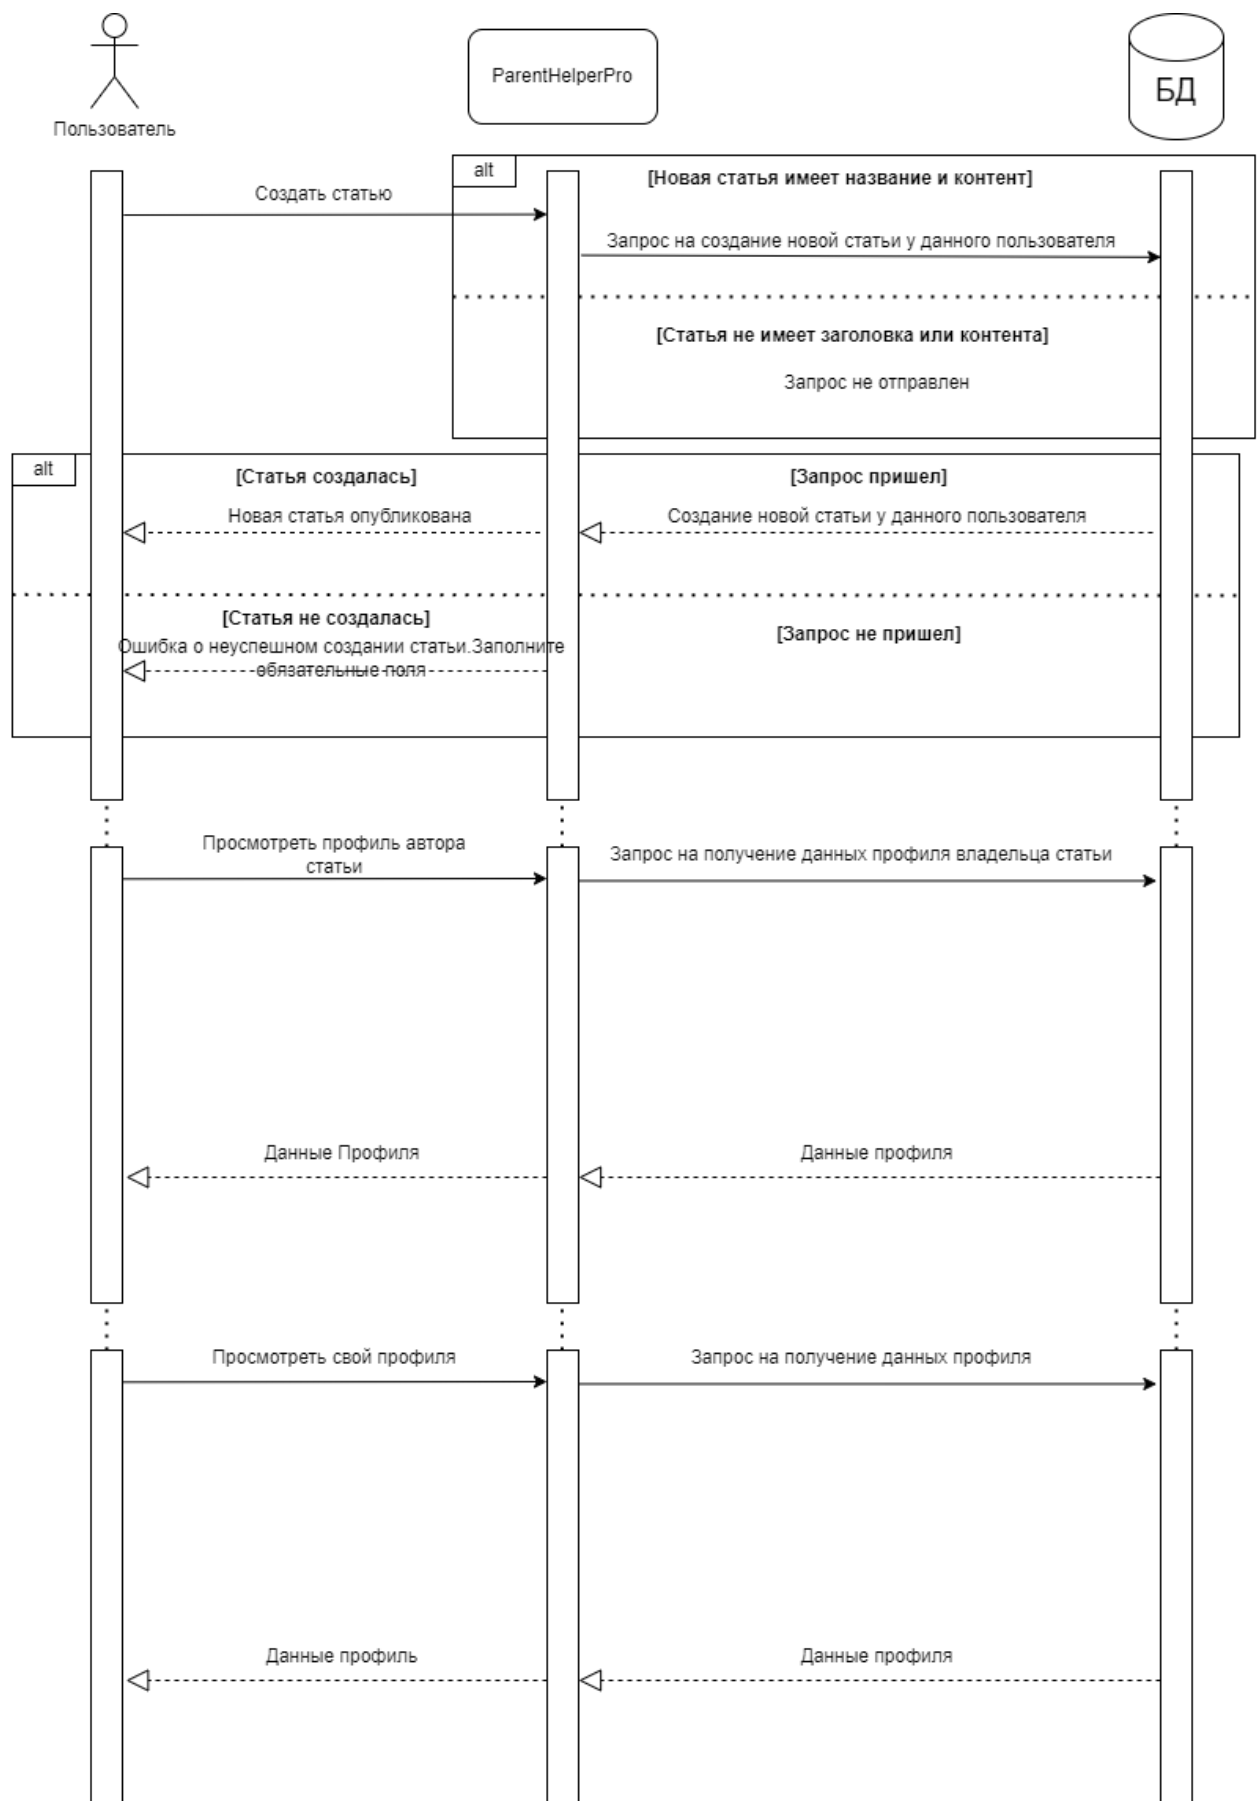 ParentHelperPro
БД
Пользователь
alt
[Новая статья имеет название и контент]
Создать статью
Запрос на создание новой статьи у данного пользователя
[Статья не имеет заголовка или контента]
Запрос не отправлен
alt
[Статья создалась]
[Запрос пришел]
Новая статья опубликована
Создание новой статьи у данного пользователя
[Статья не создалась]
[Запрос не пришел]
Ошибка о неуспешном создании статьи.Заполните
обязательные поля
Просмотреть профиль автора
статьи
Запрос на получение данных профиля владельца статьи
Данные Профиля
Данные профиля
Просмотреть свой профиля
Запрос на получение данных профиля
Данные профиль
Данные профиля